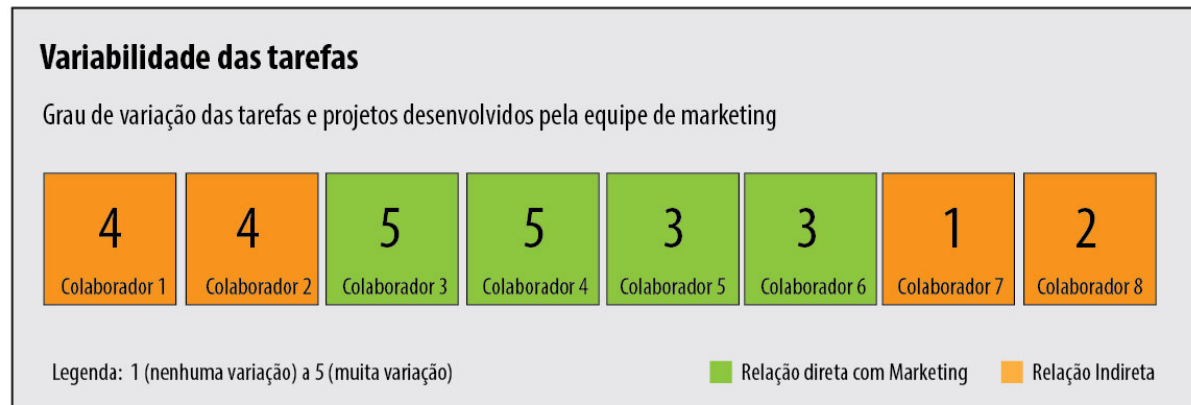 Variabilidade das tarefas
Grau de variação das tarefas e projetos desenvolvidos pela equipe de marketing
4 4 5 5 3 3 1 2
Colaborador 1 Colaborador 2 Colaborador 3 Colaborador 4 Colaborador 5 Colaborador 6 Colaborador 7 Colaborador 8
Legenda: 1 (nenhuma variação) a 5 (muita variação) Relação direta com Marketing Relação Indireta